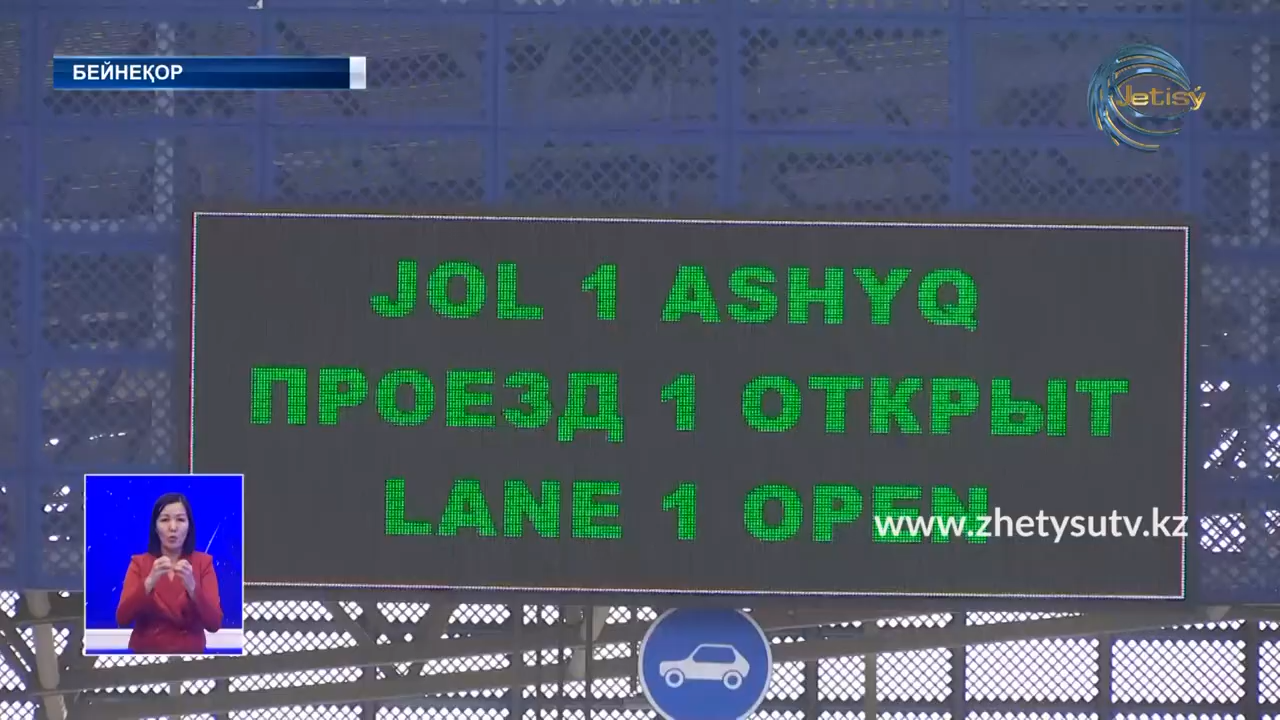 БЕЙНЕҚОР
Jetisý
JOL 1 ASHYQ
ПРОЕЗД 1 ОТКРЫТ
LANE 1 OPEN
www.zhetysutv.kz